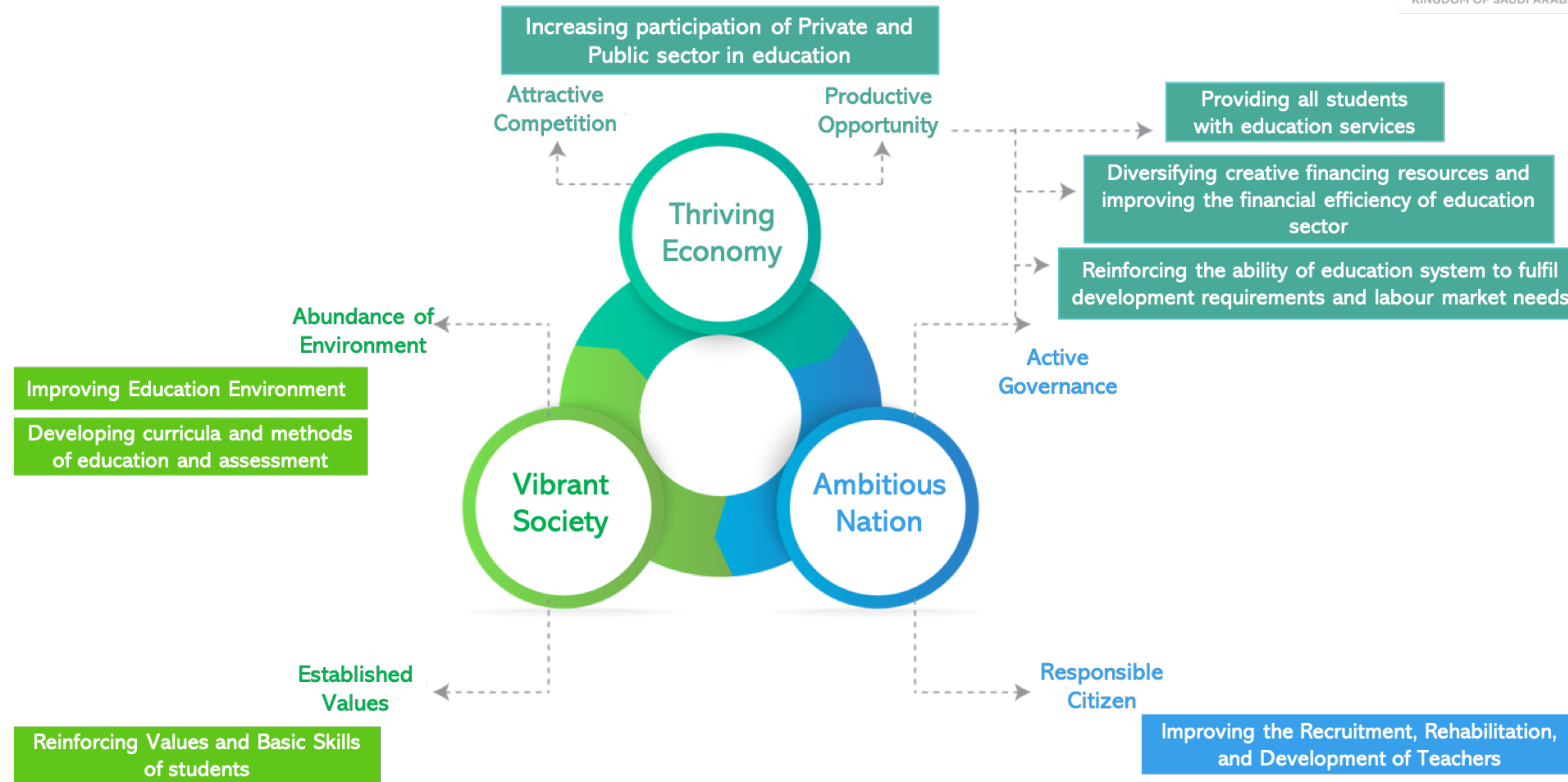 KINGDOM OF SAUDI ARAB
Increasing participation of Private and
Public sector in education
Attractive
Competition
Productive
Opportunity
Providing all students
with education services
Diversifying creative financing resources and
improving the financial efficiency of education
sector
Reinforcing the ability of education system to fulfil
development requirements and labour market needs
Thriving
Economy
Abundance of
Environment
Improving Education Environment
Developing curricula and methods
of education and assessment
Active
Governance
Vibrant
Society
Ambitious
Nation
Established
Values
Reinforcing Values and Basic Skills
of students
Responsible
Citizen
Improving the Recruitment, Rehabilitation,
and Development of Teachers